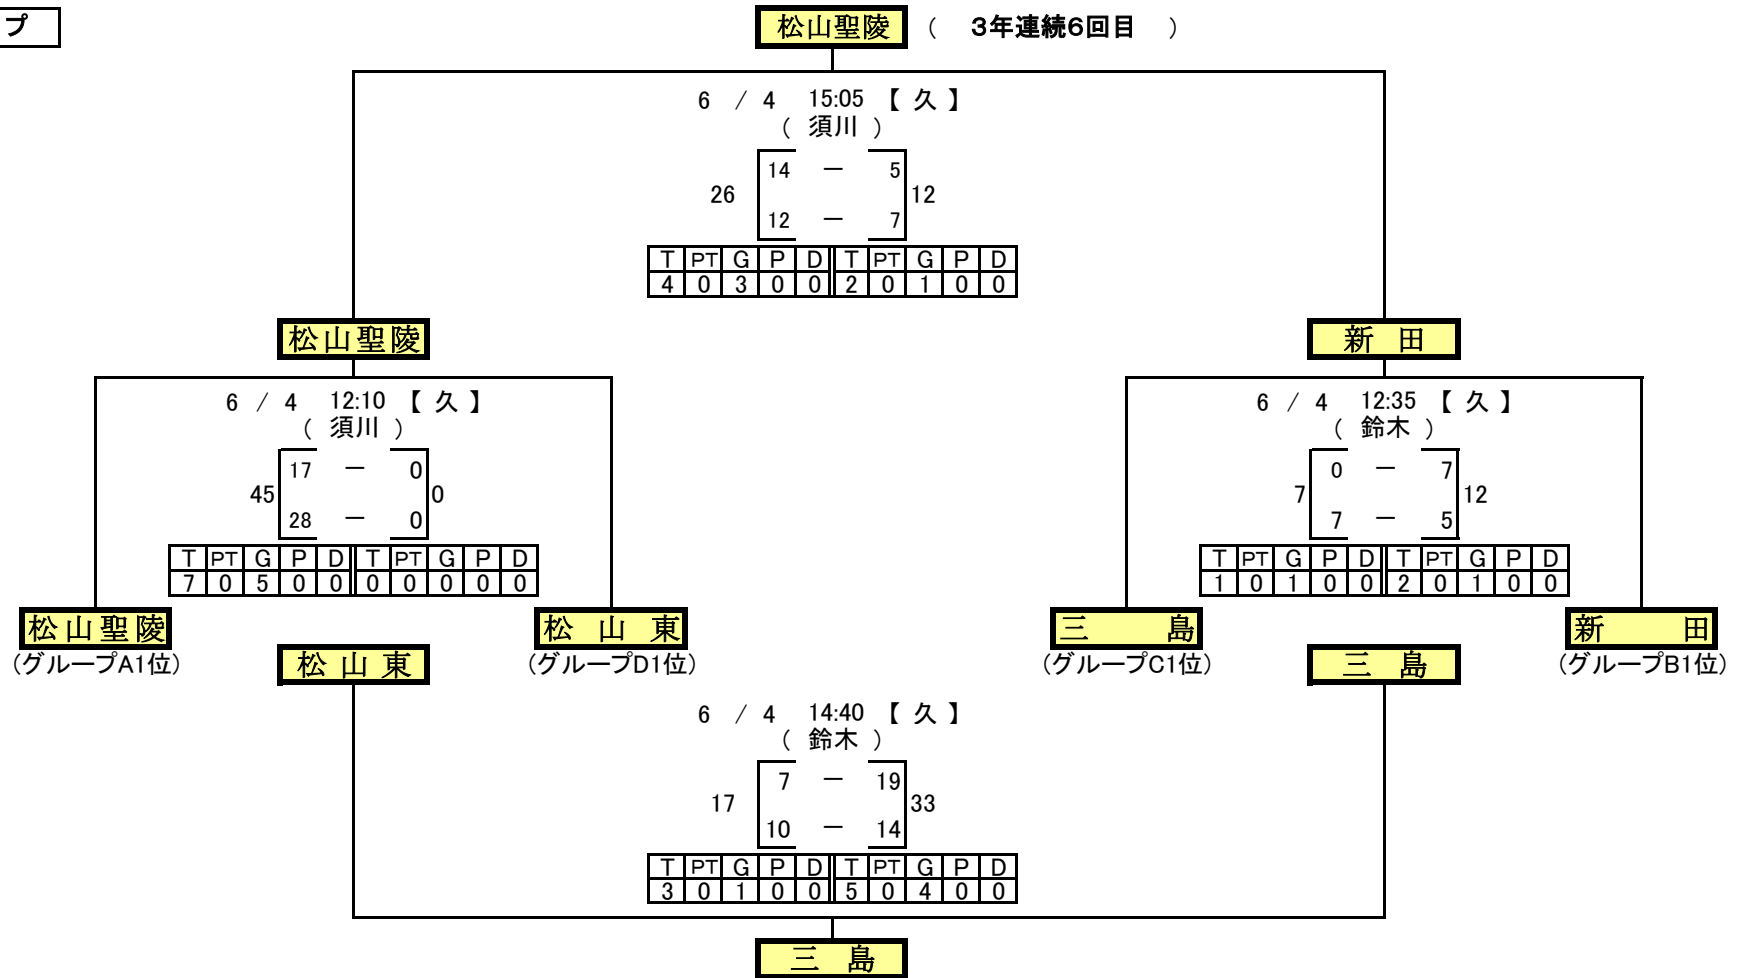 プ
松山聖陵 ( 3年連続6回目 )
6 / 4 15:05 【 久 】
( 須川 )
14 － 5
26 12
12 － 7
T PT G P D T PT G P D
4 0 3 0 0 2 0 1 0 0
松山聖陵
新 田
6 / 4 12:10 【 久 】
( 須川 )
17 － 0
45 0
28 － 0
T PT G P D T PT G P D
7 0 5 0 0 0 0 0 0 0
6 / 4 12:35 【 久 】
( 鈴木 )
0 － 7
7 12
7 － 5
T PT G P D T PT G P D
1 0 1 0 0 2 0 1 0 0
松山聖陵
(グループA1位)
松 山 東
(グループD1位)
三 島
(グループC1位)
新 田
(グループB1位)
松 山 東
三 島
6 / 4 14:40 【 久 】
( 鈴木 )
7 － 19
17 33
10 － 14
T PT G P D T PT G P D
3 0 1 0 0 5 0 4 0 0
三 島